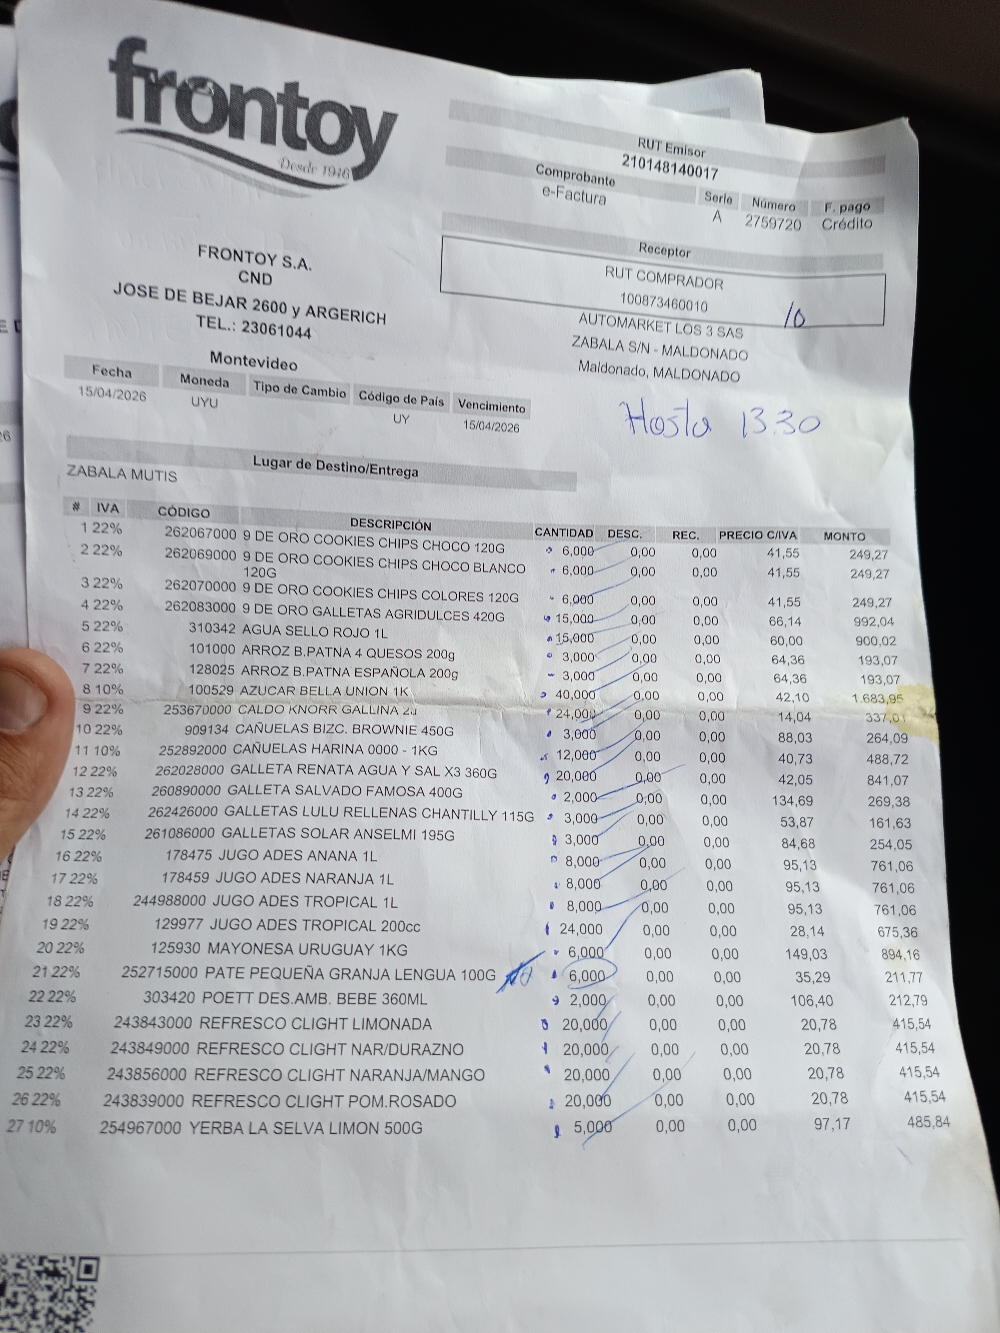 frontoy
Desde 1946
RUT Emisor
210148140017
Comprobante Serie Número F. pago
e-Factura A 2759720 Crédito
Receptor
RUT COMPRADOR
100873460010
10
AUTOMARKET LOS 3 SAS
ZABALA S/N - MALDONADO
Maldonado, MALDONADO
FRONTOY S.A.
CND
JOSE DE BEJAR 2600 y ARGERICH
TEL.: 23061044
Montevideo
Fecha Moneda Tipo de Cambio Código de País Vencimiento
15/04/2026 UYU UY 15/04/2026
Hasta 13:30
Lugar de Destino/Entrega
ZABALA MUTIS
# IVA CÓDIGO DESCRIPCIÓN CANTIDAD DESC. REC. PRECIO C/IVA MONTO
1 22% 262067000 9 DE ORO COOKIES CHIPS CHOCO 120G 6,000 0,00 0,00 41,55 249,27
2 22% 262069000 9 DE ORO COOKIES CHIPS CHOCO BLANCO 6,000 0,00 0,00 41,55 249,27
120G
3 22% 262070000 9 DE ORO COOKIES CHIPS COLORES 120G 6,000 0,00 0,00 41,55 249,27
4 22% 262083000 9 DE ORO GALLETAS AGRIDULCES 420G 15,000 0,00 0,00 66,14 992,04
5 22% 310342 AGUA SELLO ROJO 1L 15,000 0,00 0,00 60,00 900,02
6 22% 101000 ARROZ B.PATNA 4 QUESOS 200g 3,000 0,00 0,00 64,36 193,07
7 22% 128025 ARROZ B.PATNA ESPAÑOLA 200g 3,000 0,00 0,00 64,36 193,07
8 10% 100529 AZUCAR BELLA UNION 1K 40,000 0,00 0,00 42,10 1.683,95
9 22% 253670000 CALDO KNORR GALLINA 24,000 0,00 0,00 14,04 337,01
10 22% 909134 CAÑUELAS BIZC. BROWNIE 450G 3,000 0,00 0,00 88,03 264,09
11 10% 252892000 CAÑUELAS HARINA 0000 - 1KG 12,000 0,00 0,00 40,73 488,72
12 22% 262028000 GALLETA RENATA AGUA Y SAL X3 360G 20,000 0,00 0,00 42,05 841,07
13 22% 260890000 GALLETA SALVADO FAMOSA 400G 2,000 0,00 0,00 134,69 269,38
14 22% 262426000 GALLETAS LULU RELLENAS CHANTILLY 115G 3,000 0,00 0,00 53,87 161,63
15 22% 261086000 GALLETAS SOLAR ANSELMI 195G 3,000 0,00 0,00 84,68 254,05
16 22% 178475 JUGO ADES ANANA 1L 8,000 0,00 0,00 95,13 761,06
17 22% 178459 JUGO ADES NARANJA 1L 8,000 0,00 0,00 95,13 761,06
18 22% 244988000 JUGO ADES TROPICAL 1L 8,000 0,00 0,00 95,13 761,06
19 22% 129977 JUGO ADES TROPICAL 200cc 24,000 0,00 0,00 28,14 675,36
20 22% 125930 MAYONESA URUGUAY 1KG 6,000 0,00 0,00 149,03 894,16
21 22% 252715000 PATE PEQUEÑA GRANJA LENGUA 100G 6,000 0,00 0,00 35,29 211,77
22 22% 303420 POETT DES.AMB. BEBE 360ML 2,000 0,00 0,00 106,40 212,79
23 22% 243843000 REFRESCO CLIGHT LIMONADA 20,000 0,00 0,00 20,78 415,54
24 22% 243849000 REFRESCO CLIGHT NAR/DURAZNO 20,000 0,00 0,00 20,78 415,54
25 22% 243856000 REFRESCO CLIGHT NARANJA/MANGO 20,000 0,00 0,00 20,78 415,54
26 22% 243839000 REFRESCO CLIGHT POM.ROSADO 20,000 0,00 0,00 20,78 415,54
27 10% 254967000 YERBA LA SELVA LIMON 500G 5,000 0,00 0,00 97,17 485,84